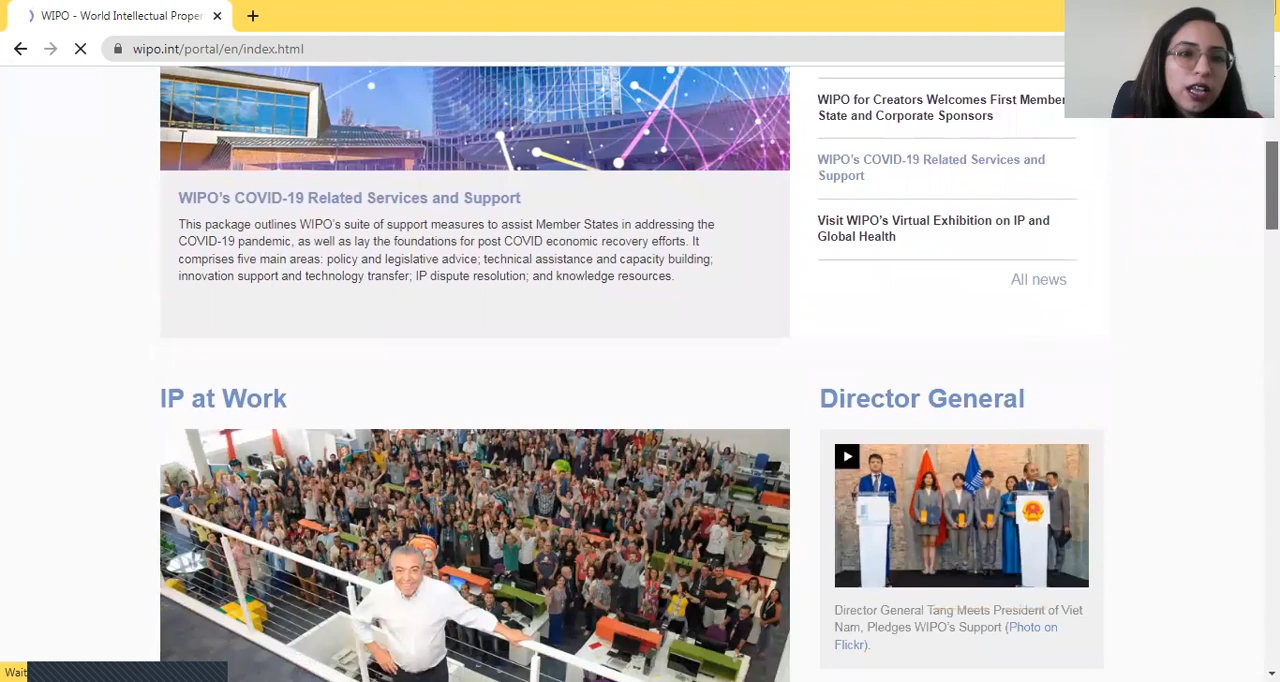 WIPO - World Intellectual Proper
wipo.int/portal/en/index.html
WIPO for Creators Welcomes First Member
State and Corporate Sponsors
WIPO's COVID-19 Related Services and
Support
Visit WIPO's Virtual Exhibition on IP and
Global Health
All news
WIPO's COVID-19 Related Services and Support
This package outlines WIPO's suite of support measures to assist Member States in addressing the
COVID-19 pandemic, as well as lay the foundations for post COVID economic recovery efforts. It
comprises five main areas: policy and legislative advice; technical assistance and capacity building;
innovation support and technology transfer; IP dispute resolution; and knowledge resources.
IP at Work
Director General
Director General Tang Meets President of Viet
Nam, Pledges WIPO's Support (Photo on
Flickr).
Wait